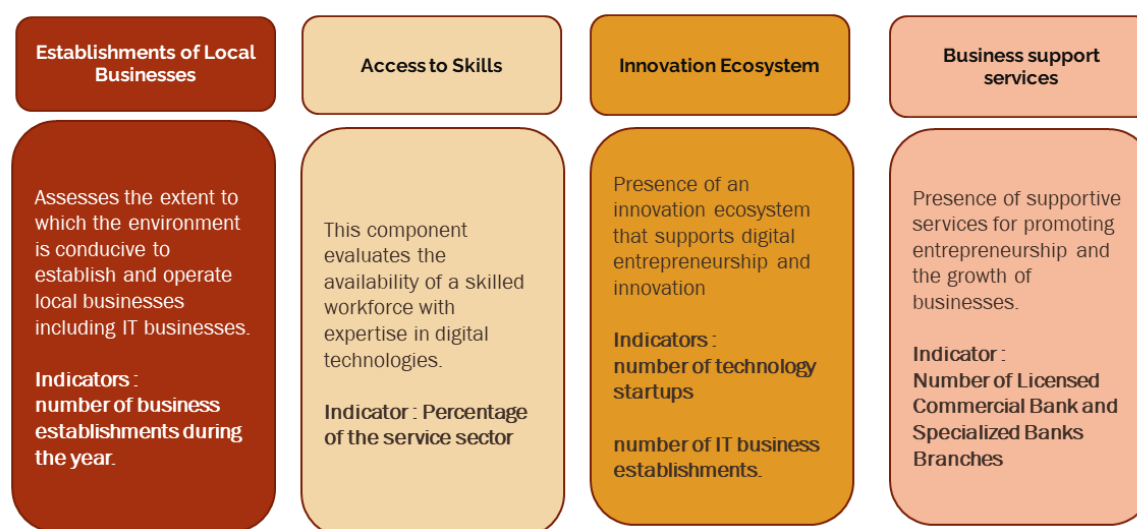 Establishments of Local
Businesses
Access to Skills
Innovation Ecosystem
Business support
services
Assesses the extent to
which the environment
is conducive to
establish and operate
local businesses
including IT businesses.
Indicators :
number of business
establishments during
the year.
This component
evaluates the
availability of a skilled
workforce with
expertise in digital
technologies.
Indicator : Percentage
of the service sector
Presence of an
innovation ecosystem
that supports digital
entrepreneurship and
innovation
Indicators :
number of technology
startups
number of IT business
establishments.
Presence of supportive
services for promoting
entrepreneurship and
the growth of
businesses.
Indicator :
Number of Licensed
Commercial Bank and
Specialized Banks
Branches